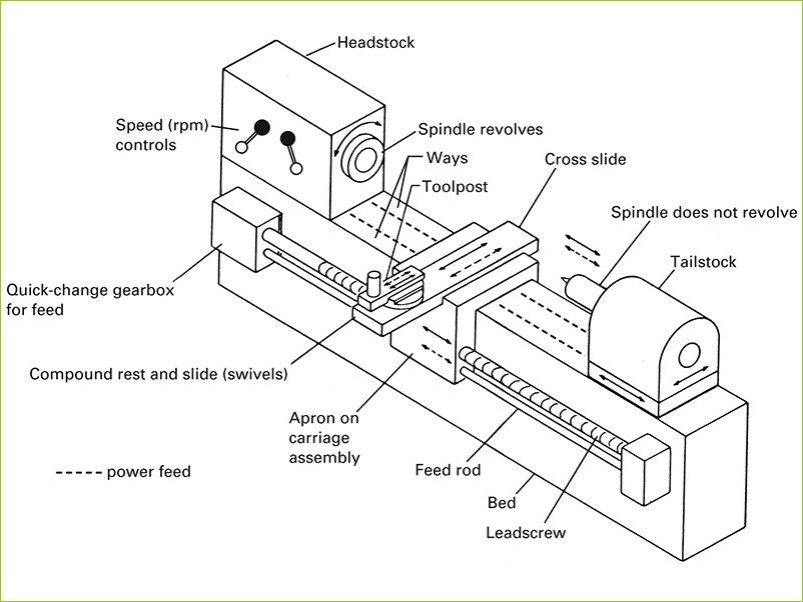 Headstock
Speed (rpm)
controls
Spindle revolves
Ways
Toolpost
Cross slide
Spindle does not revolve
Tailstock
Quick-change gearbox
for feed
Compound rest and slide (swivels)
Apron on
carriage
assembly
Feed rod
Bed
Leadscrew
power feed